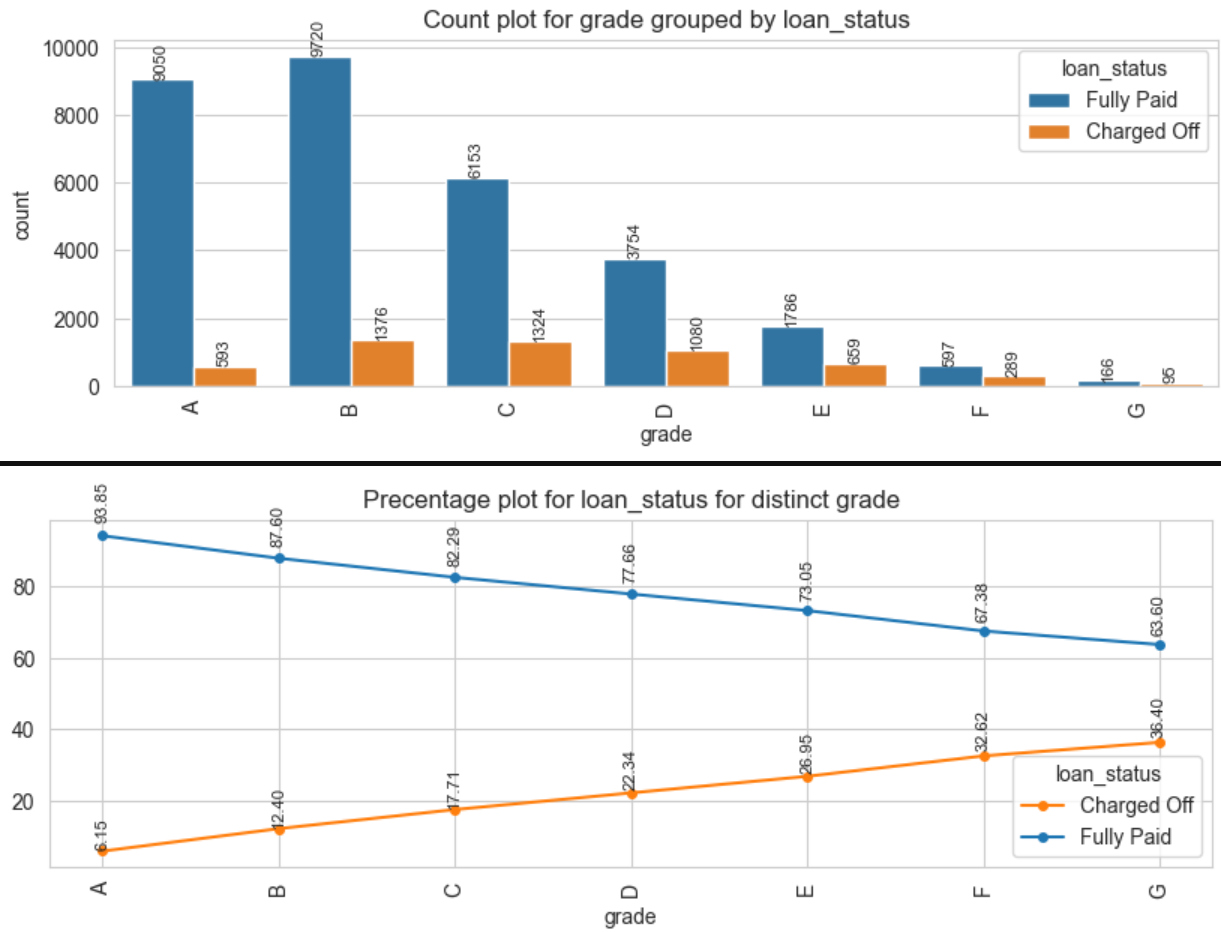 Count plot for grade grouped by loan_status
10000
8000
6000
4000
2000
0
count
9050
593
9720
1376
6153
1324
3754
1080
1786
659
597
289
166
95
loan_status
Fully Paid
Charged Off
A
B
C
D
E
F
G
grade
Precentage plot for loan_status for distinct grade
80
60
40
20
93.85
87.60
82.29
77.66
73.05
67.38
63.60
6.15
12.40
17.71
22.34
26.95
32.62
36.40
loan_status
Charged Off
Fully Paid
A
B
C
D
E
F
G
grade